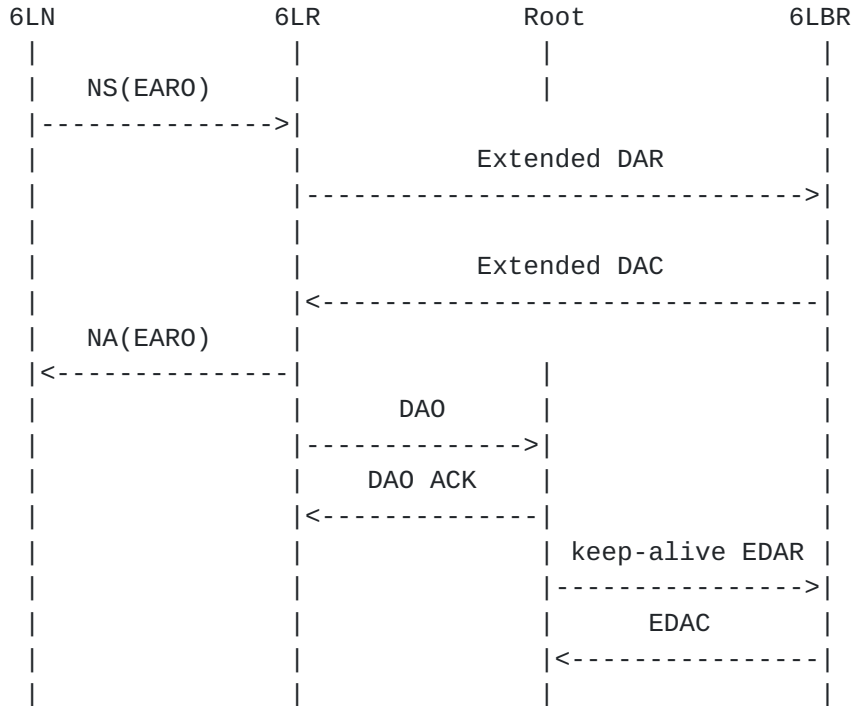 6LN 6LR Root 6LBR
NS(EARO)
Extended DAR
Extended DAC
NA(EARO)
DAO
DAO ACK
keep-alive EDAR
EDAC